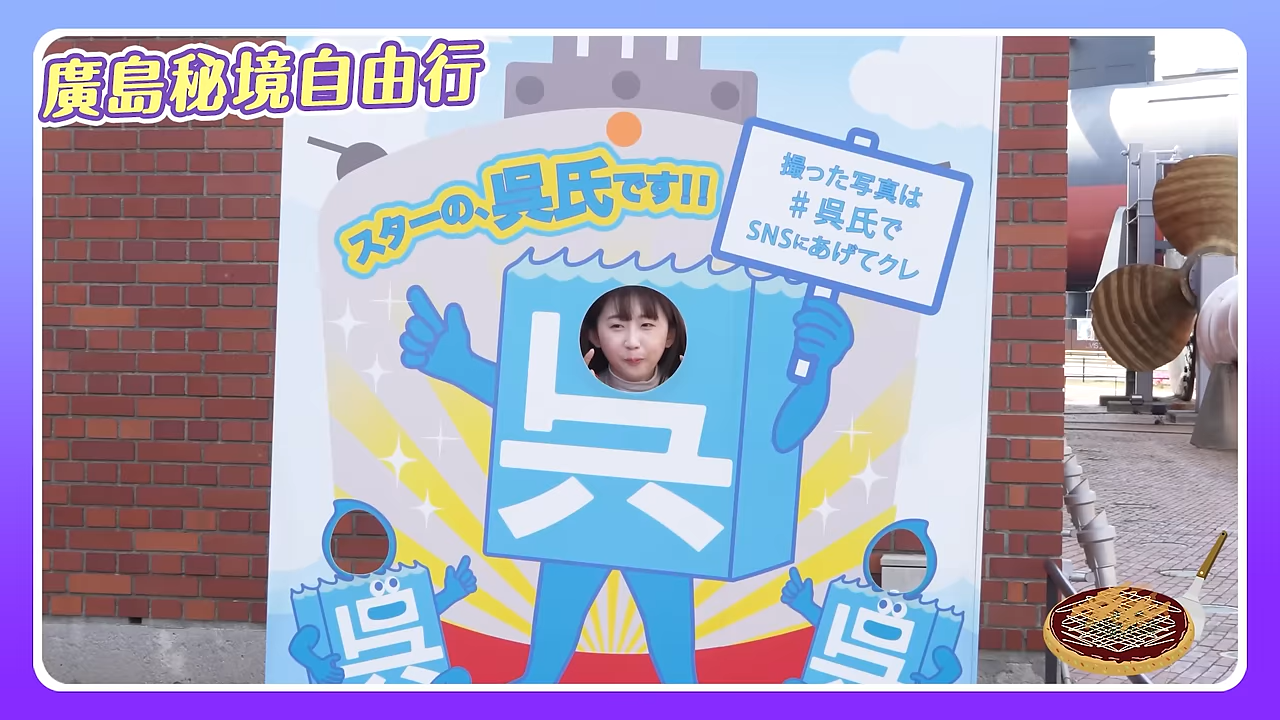 廣島秘境自由行
スターの、呉氏です!!
撮った写真は
#呉氏で
SNSにあげてクレ
呉
呉
呉